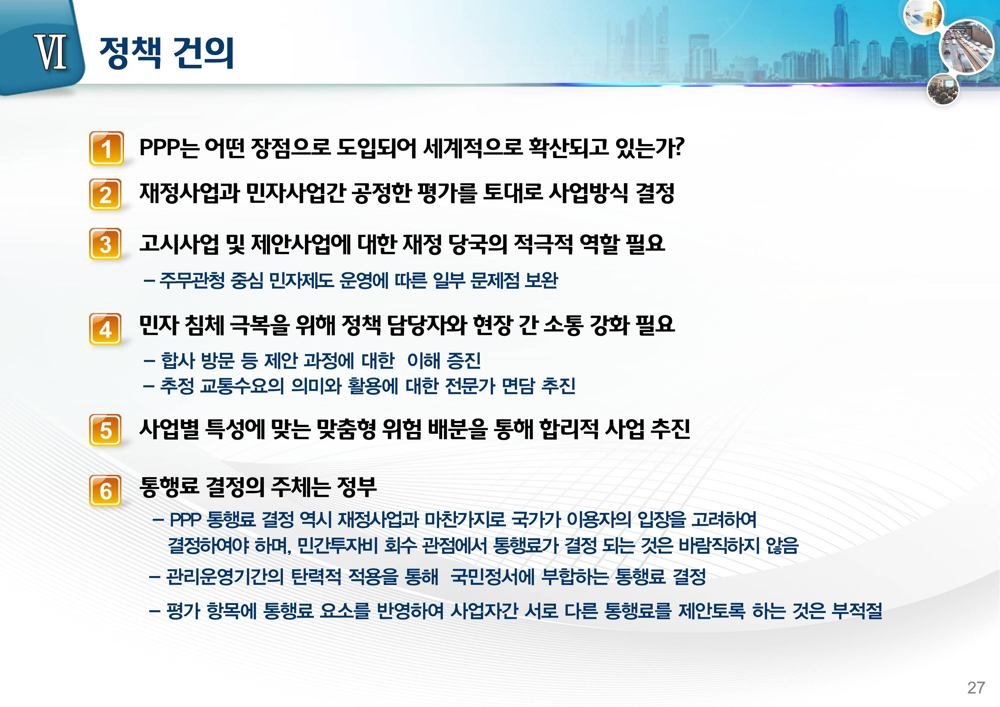 Ⅵ 정책 건의
1 PPP는 어떤 장점으로 도입되어 세계적으로 확산되고 있는가?
2 재정사업과 민자사업간 공정한 평가를 토대로 사업방식 결정
3 고시사업 및 제안사업에 대한 재정 당국의 적극적 역할 필요
– 주무관청 중심 민자제도 운영에 따른 일부 문제점 보완
4 민자 침체 극복을 위해 정책 담당자와 현장 간 소통 강화 필요
– 합사 방문 등 제안 과정에 대한 이해 증진
– 추정 교통수요의 의미와 활용에 대한 전문가 면담 추진
5 사업별 특성에 맞는 맞춤형 위험 배분을 통해 합리적 사업 추진
6 통행료 결정의 주체는 정부
– PPP 통행료 결정 역시 재정사업과 마찬가지로 국가가 이용자의 입장을 고려하여
결정하여야 하며, 민간투자비 회수 관점에서 통행료가 결정 되는 것은 바람직하지 않음
– 관리운영기간의 탄력적 적용을 통해 국민정서에 부합하는 통행료 결정
– 평가 항목에 통행료 요소를 반영하여 사업자간 서로 다른 통행료를 제안토록 하는 것은 부적절
27